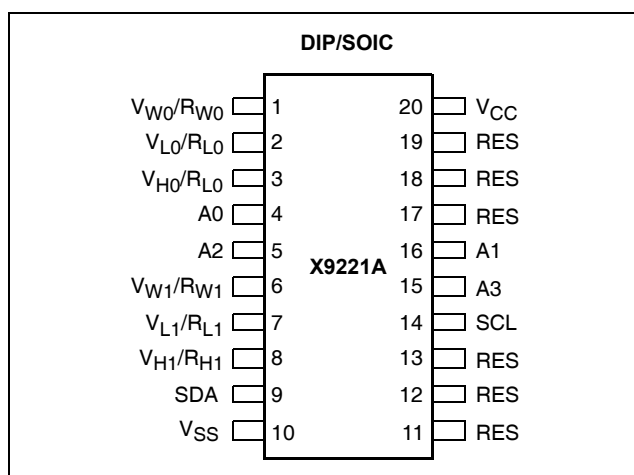 DIP/SOIC
VW0/RW0 1 20 VCC
VL0/RL0 2 19 RES
VH0/RL0 3 18 RES
A0 4 17 RES
A2 5 16 A1
X9221A
VW1/RW1 6 15 A3
VL1/RL1 7 14 SCL
VH1/RH1 8 13 RES
SDA 9 12 RES
VSS 10 11 RES